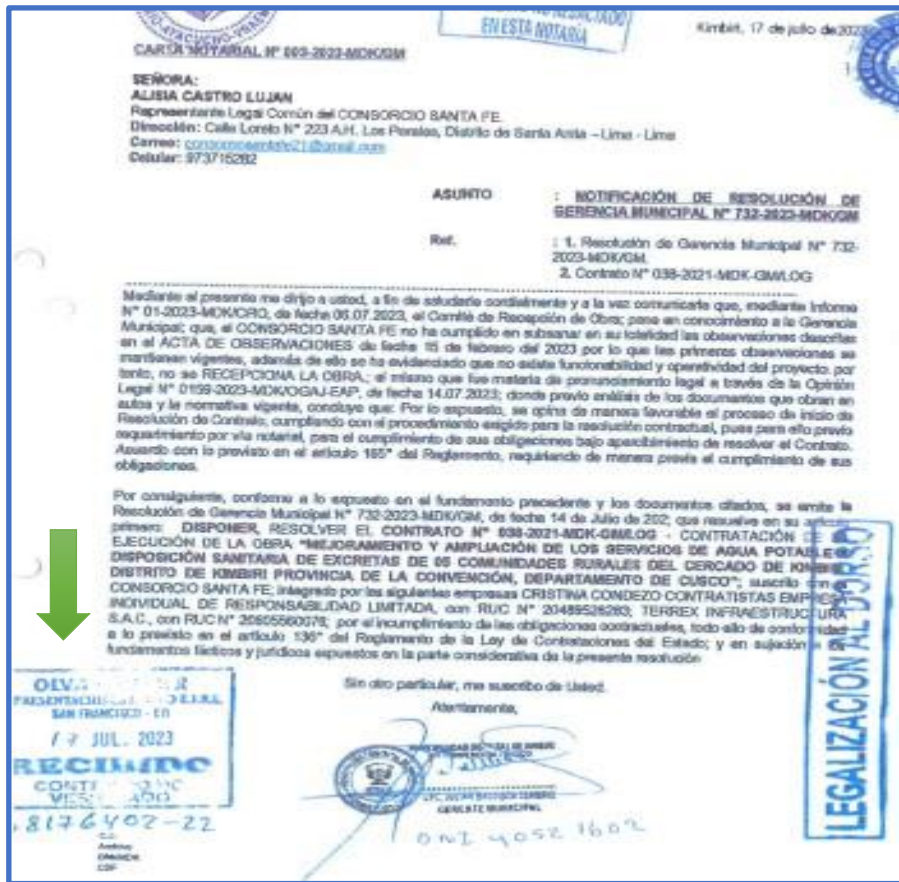 EN ESTA NOTARIA
Kimbiri, 17 de julio de 202
CARTA NOTARIAL N° 003-2023-MDK/GM
SEÑORA:
ALISIA CASTRO LUJAN
Representante Legal Común del CONSORCIO SANTA FE.
Dirección: Calle Loreto N° 223 A.H. Los Perales, Distrito de Santa Anita – Lima - Lima
Correo: consorciosantafe21@gmail.com
Celular: 973715282
ASUNTO : NOTIFICACIÓN DE RESOLUCIÓN DE
GERENCIA MUNICIPAL N° 732-2023-MDK/GM
Ref. : 1. Resolución de Gerencia Municipal N° 732-
2023-MDK/GM.
2. Contrato N° 038-2021-MDK-GM/LOG
Mediante el presente me dirijo a usted, a fin de saludarle cordialmente y a la vez comunicarle que, mediante Informe
N° 01-2023-MDK/CRO, de fecha 06.07.2023, el Comité de Recepción de Obra; pone en conocimiento a la Gerencia
Municipal; que, el CONSORCIO SANTA FE no ha cumplido en subsanar en su totalidad las observaciones descritas
en el ACTA DE OBSERVACIONES de fecha 15 de febrero del 2023 por lo que las primeras observaciones se
mantienen vigentes, además de ello se ha evidenciado que no existe funcionabilidad y operatividad del proyecto, por
tanto, no se RECEPCIONA LA OBRA.; el mismo que fue materia de pronunciamiento legal a través de la Opinión
Legal N° 0159-2023-MDK/OGAJ-EAP, de fecha 14.07.2023; donde previo análisis de los documentos que obran en
autos y la normativa vigente, concluye que: Por lo expuesto, se opina de manera favorable el proceso de inicio de
Resolución de Contrato, cumpliendo con el procedimiento exigido para la resolución contractual, pues para ello previo
requerimiento por vía notarial, para el cumplimiento de sus obligaciones bajo apercibimiento de resolver el Contrato.
Acuerdo con lo previsto en el artículo 165° del Reglamento, requiriendo de manera previa el cumplimiento de sus
obligaciones.
Por consiguiente, conforme a lo expuesto en el fundamento precedente y los documentos citados, se emite la
Resolución de Gerencia Municipal N° 732-2023-MDK/GM, de fecha 14 de Julio de 202; que resuelve en su
primero: DISPONER, RESOLVER EL CONTRATO N° 038-2021-MDK-GM/LOG - CONTRATACIÓN DE
EJECUCIÓN DE LA OBRA "MEJORAMIENTO Y AMPLIACIÓN DE LOS SERVICIOS DE AGUA POTABLE
DISPOSICIÓN SANITARIA DE EXCRETAS DE 05 COMUNIDADES RURALES DEL CERCADO DE KIMBIRI
DISTRITO DE KIMBIRI PROVINCIA DE LA CONVENCIÓN, DEPARTAMENTO DE CUSCO"; suscrito con
CONSORCIO SANTA FE; integrado por las siguientes empresas CRISTINA CONDEZO CONTRATISTAS EMPRESA
INDIVIDUAL DE RESPONSABILIDAD LIMITADA, con RUC N° 20489526260; TERREX INFRAESTRUCTURA
S.A.C., con RUC N° 20605560078; por el incumplimiento de las obligaciones contractuales, todo ello de conformidad
a lo previsto en el artículo 136° del Reglamento de la Ley de Contrataciones del Estado; y en sujeción a los
fundamentos fácticos y jurídicos expuestos en la parte considerativa de la presente resolución
Sin otro particular, me suscribo de Usted.
Atentamente,
GERENTE MUNICIPAL
DNI 40521602
SAN FRANCISCO
17 JUL. 2023
RECIBIDO
8176402-22
C.c.
Archivo
LEGALIZACIÓN AL DORSO